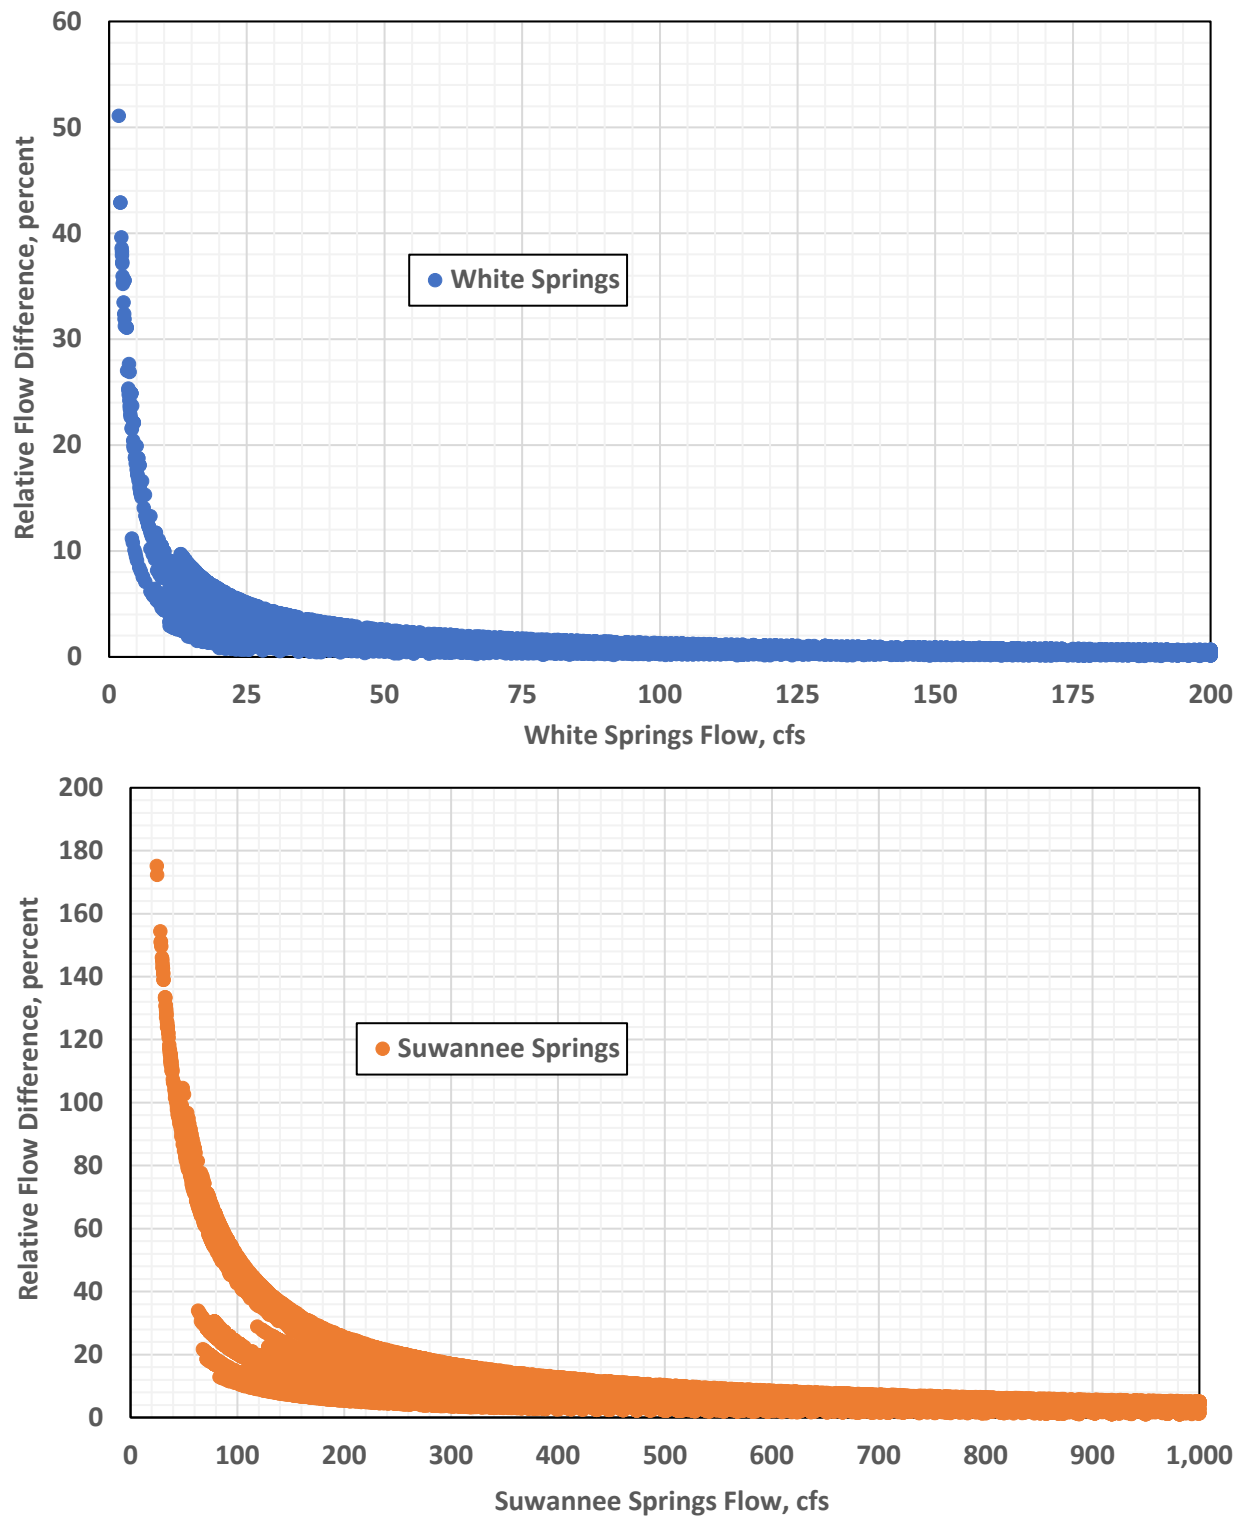 60
50
40
30
20
10
0
Relative Flow Difference, percent
White Springs
0 25 50 75 100 125 150 175 200
White Springs Flow, cfs
200
180
160
140
120
100
80
60
40
20
0
Relative Flow Difference, percent
Suwannee Springs
0 100 200 300 400 500 600 700 800 900 1,000
Suwannee Springs Flow, cfs